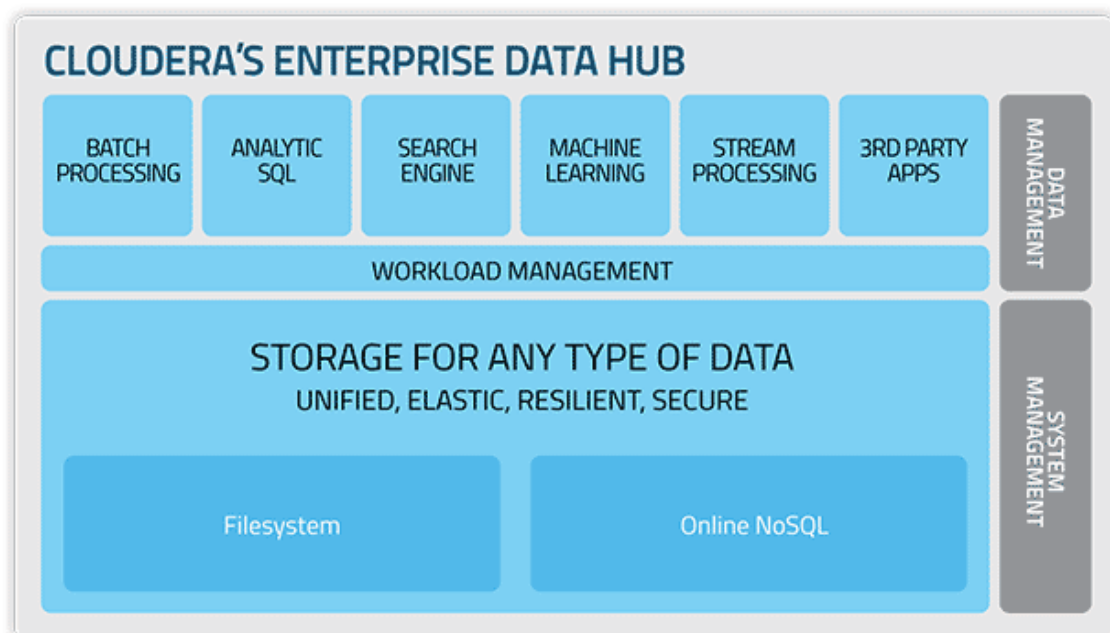 CLOUDERA'S ENTERPRISE DATA HUB
BATCH
PROCESSING
ANALYTIC
SQL
SEARCH
ENGINE
MACHINE
LEARNING
STREAM
PROCESSING
3RD PARTY
APPS
DATA
MANAGEMENT
WORKLOAD MANAGEMENT
STORAGE FOR ANY TYPE OF DATA
UNIFIED, ELASTIC, RESILIENT, SECURE
Filesystem
Online NoSQL
SYSTEM
MANAGEMENT